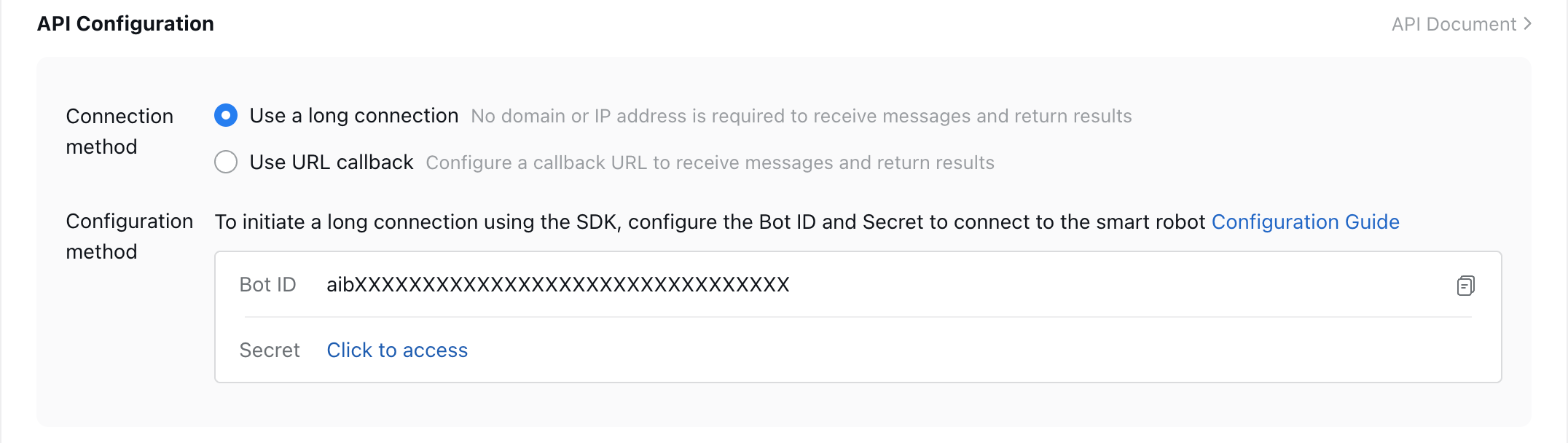 API Configuration
API Document >
Connection method
Use a long connection No domain or IP address is required to receive messages and return results
Use URL callback Configure a callback URL to receive messages and return results
Configuration method
To initiate a long connection using the SDK, configure the Bot ID and Secret to connect to the smart robot Configuration Guide
Bot ID aibXXXXXXXXXXXXXXXXXXXXXXXXXXXXXXXX
Secret Click to access